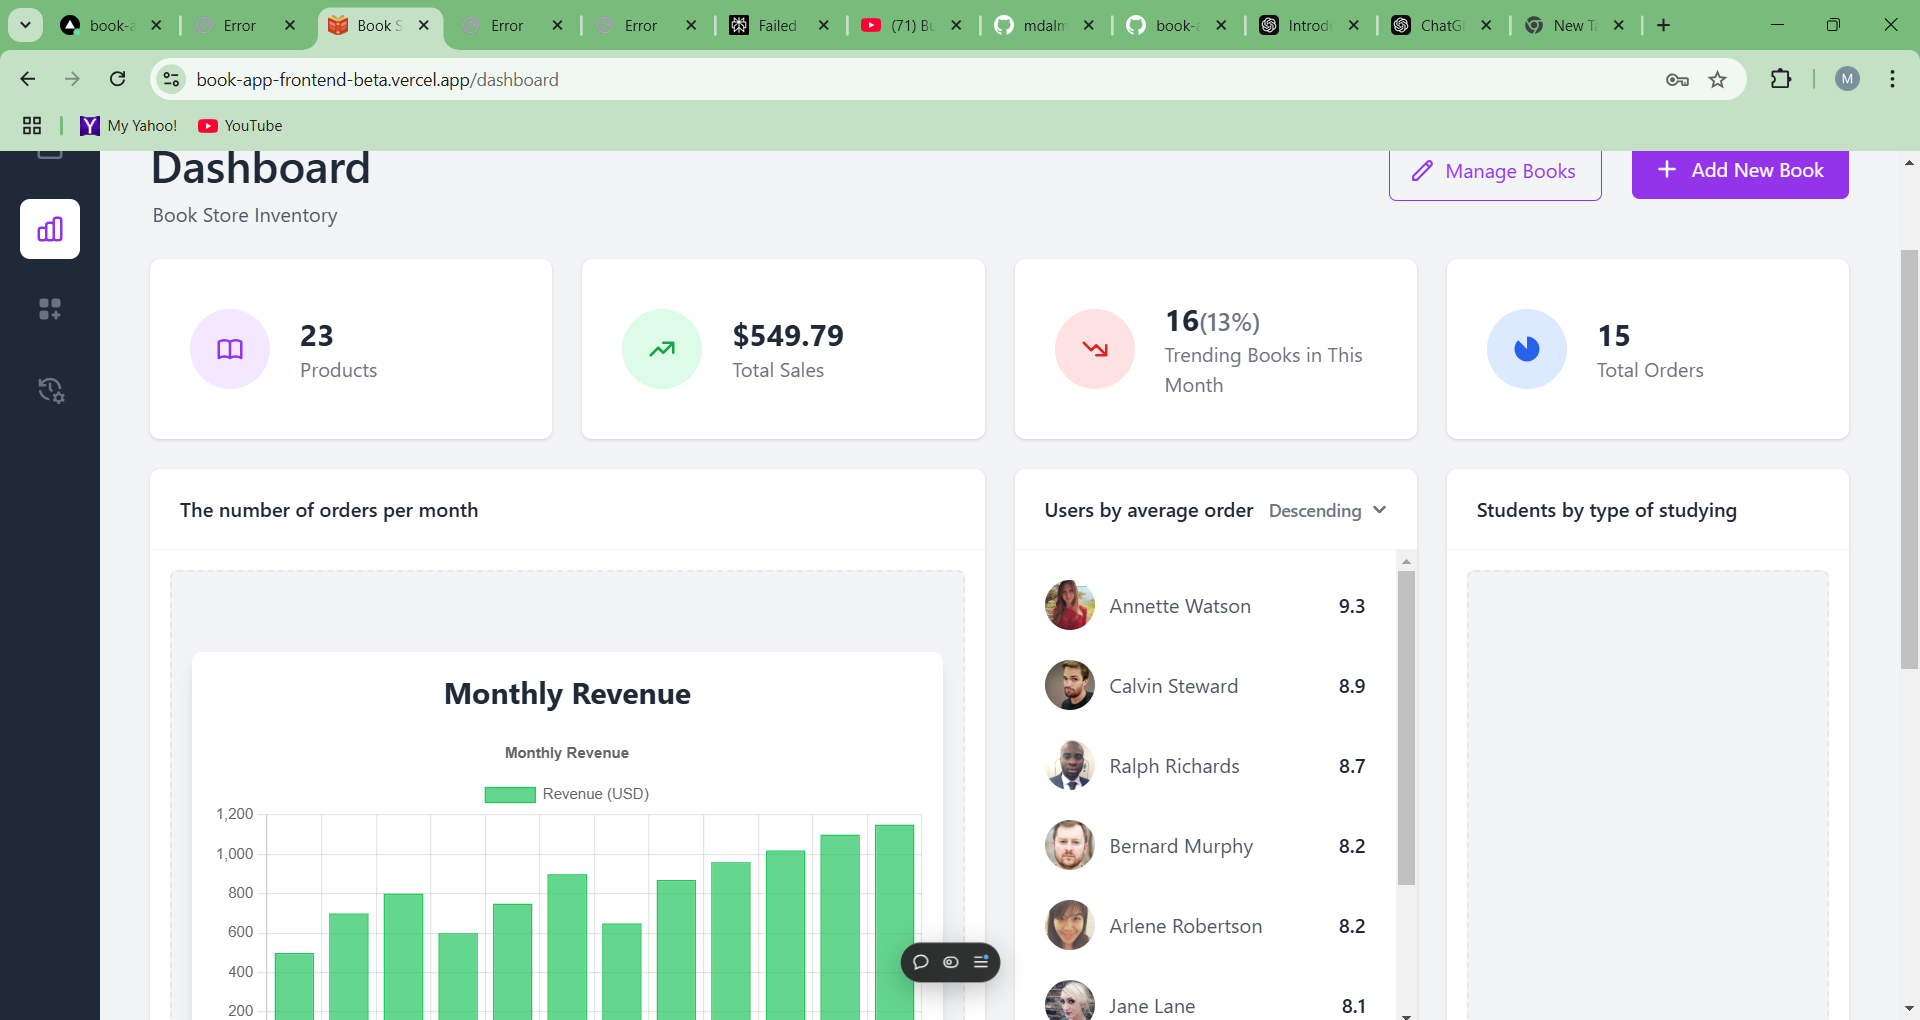 book-a
Error
Book S
Error
Error
Failed
(71) Bu
mdalm
book-a
Introdu
ChatG
New Ta
book-app-frontend-beta.vercel.app/dashboard
M
My Yahoo!
YouTube
Dashboard
Book Store Inventory
Manage Books
Add New Book
23
Products
$549.79
Total Sales
16(13%)
Trending Books in This
Month
15
Total Orders
The number of orders per month
Monthly Revenue
Monthly Revenue
Revenue (USD)
1,200
1,000
800
600
400
200
Users by average order Descending
Annette Watson 9.3
Calvin Steward 8.9
Ralph Richards 8.7
Bernard Murphy 8.2
Arlene Robertson 8.2
Jane Lane 8.1
Students by type of studying